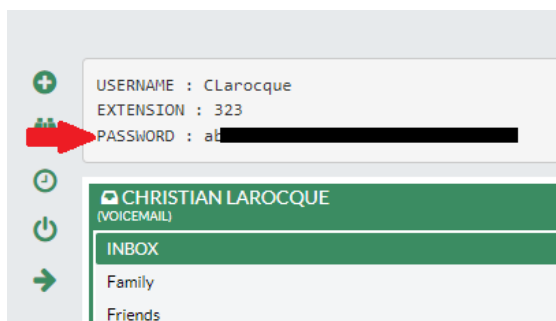 USERNAME : CLarocque
EXTENSION : 323
PASSWORD : ab
CHRISTIAN LAROCQUE
(VOICEMAIL)
INBOX
Family
Friends